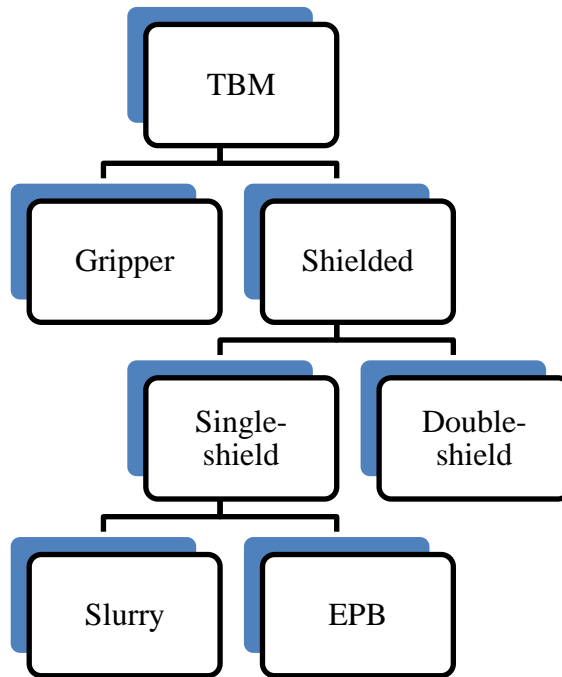 TBM
Gripper
Shielded
Single-
shield
Double-
shield
Slurry
EPB